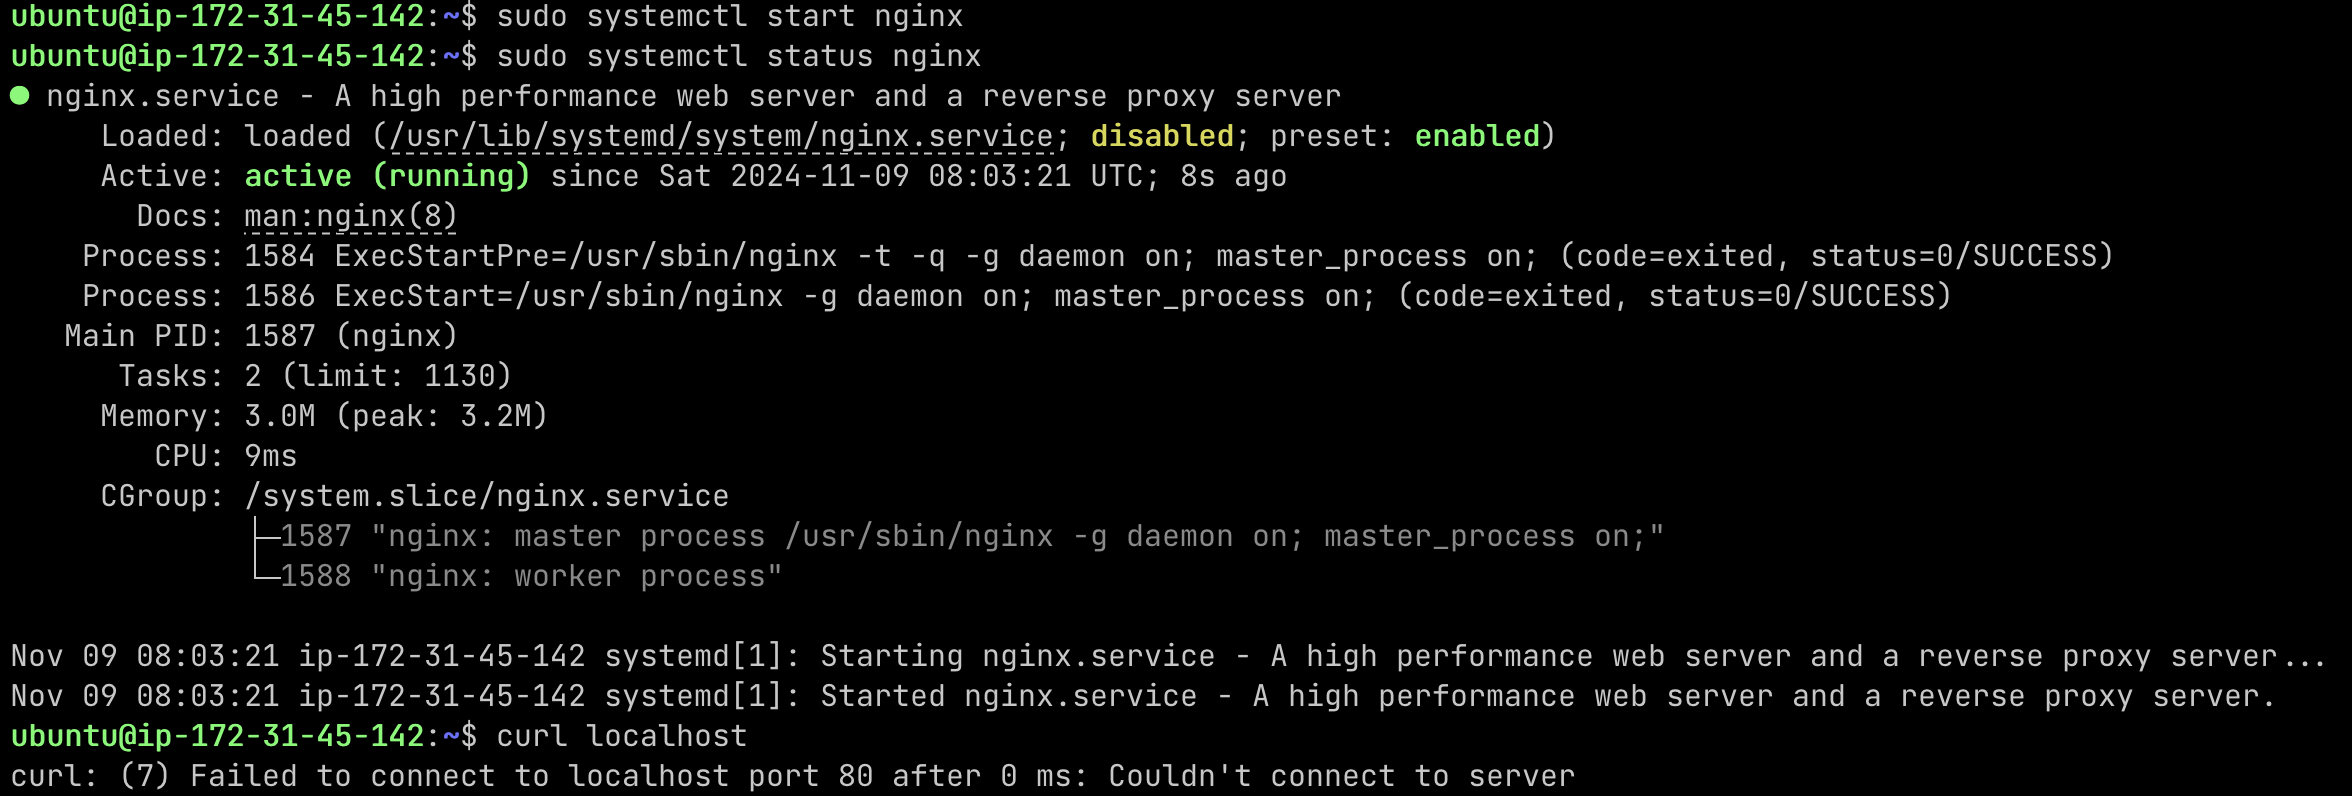 ubuntu@ip-172-31-45-142:~$ sudo systemctl start nginx
ubuntu@ip-172-31-45-142:~$ sudo systemctl status nginx
● nginx.service - A high performance web server and a reverse proxy server
     Loaded: loaded (/usr/lib/systemd/system/nginx.service; disabled; preset: enabled)
     Active: active (running) since Sat 2024-11-09 08:03:21 UTC; 8s ago
       Docs: man:nginx(8)
    Process: 1584 ExecStartPre=/usr/sbin/nginx -t -q -g daemon on; master_process on; (code=exited, status=0/SUCCESS)
    Process: 1586 ExecStart=/usr/sbin/nginx -g daemon on; master_process on; (code=exited, status=0/SUCCESS)
   Main PID: 1587 (nginx)
      Tasks: 2 (limit: 1130)
     Memory: 3.0M (peak: 3.2M)
        CPU: 9ms
     CGroup: /system.slice/nginx.service
             ├─1587 "nginx: master process /usr/sbin/nginx -g daemon on; master_process on;"
             └─1588 "nginx: worker process"

Nov 09 08:03:21 ip-172-31-45-142 systemd[1]: Starting nginx.service - A high performance web server and a reverse proxy server...
Nov 09 08:03:21 ip-172-31-45-142 systemd[1]: Started nginx.service - A high performance web server and a reverse proxy server.
ubuntu@ip-172-31-45-142:~$ curl localhost
curl: (7) Failed to connect to localhost port 80 after 0 ms: Couldn't connect to server